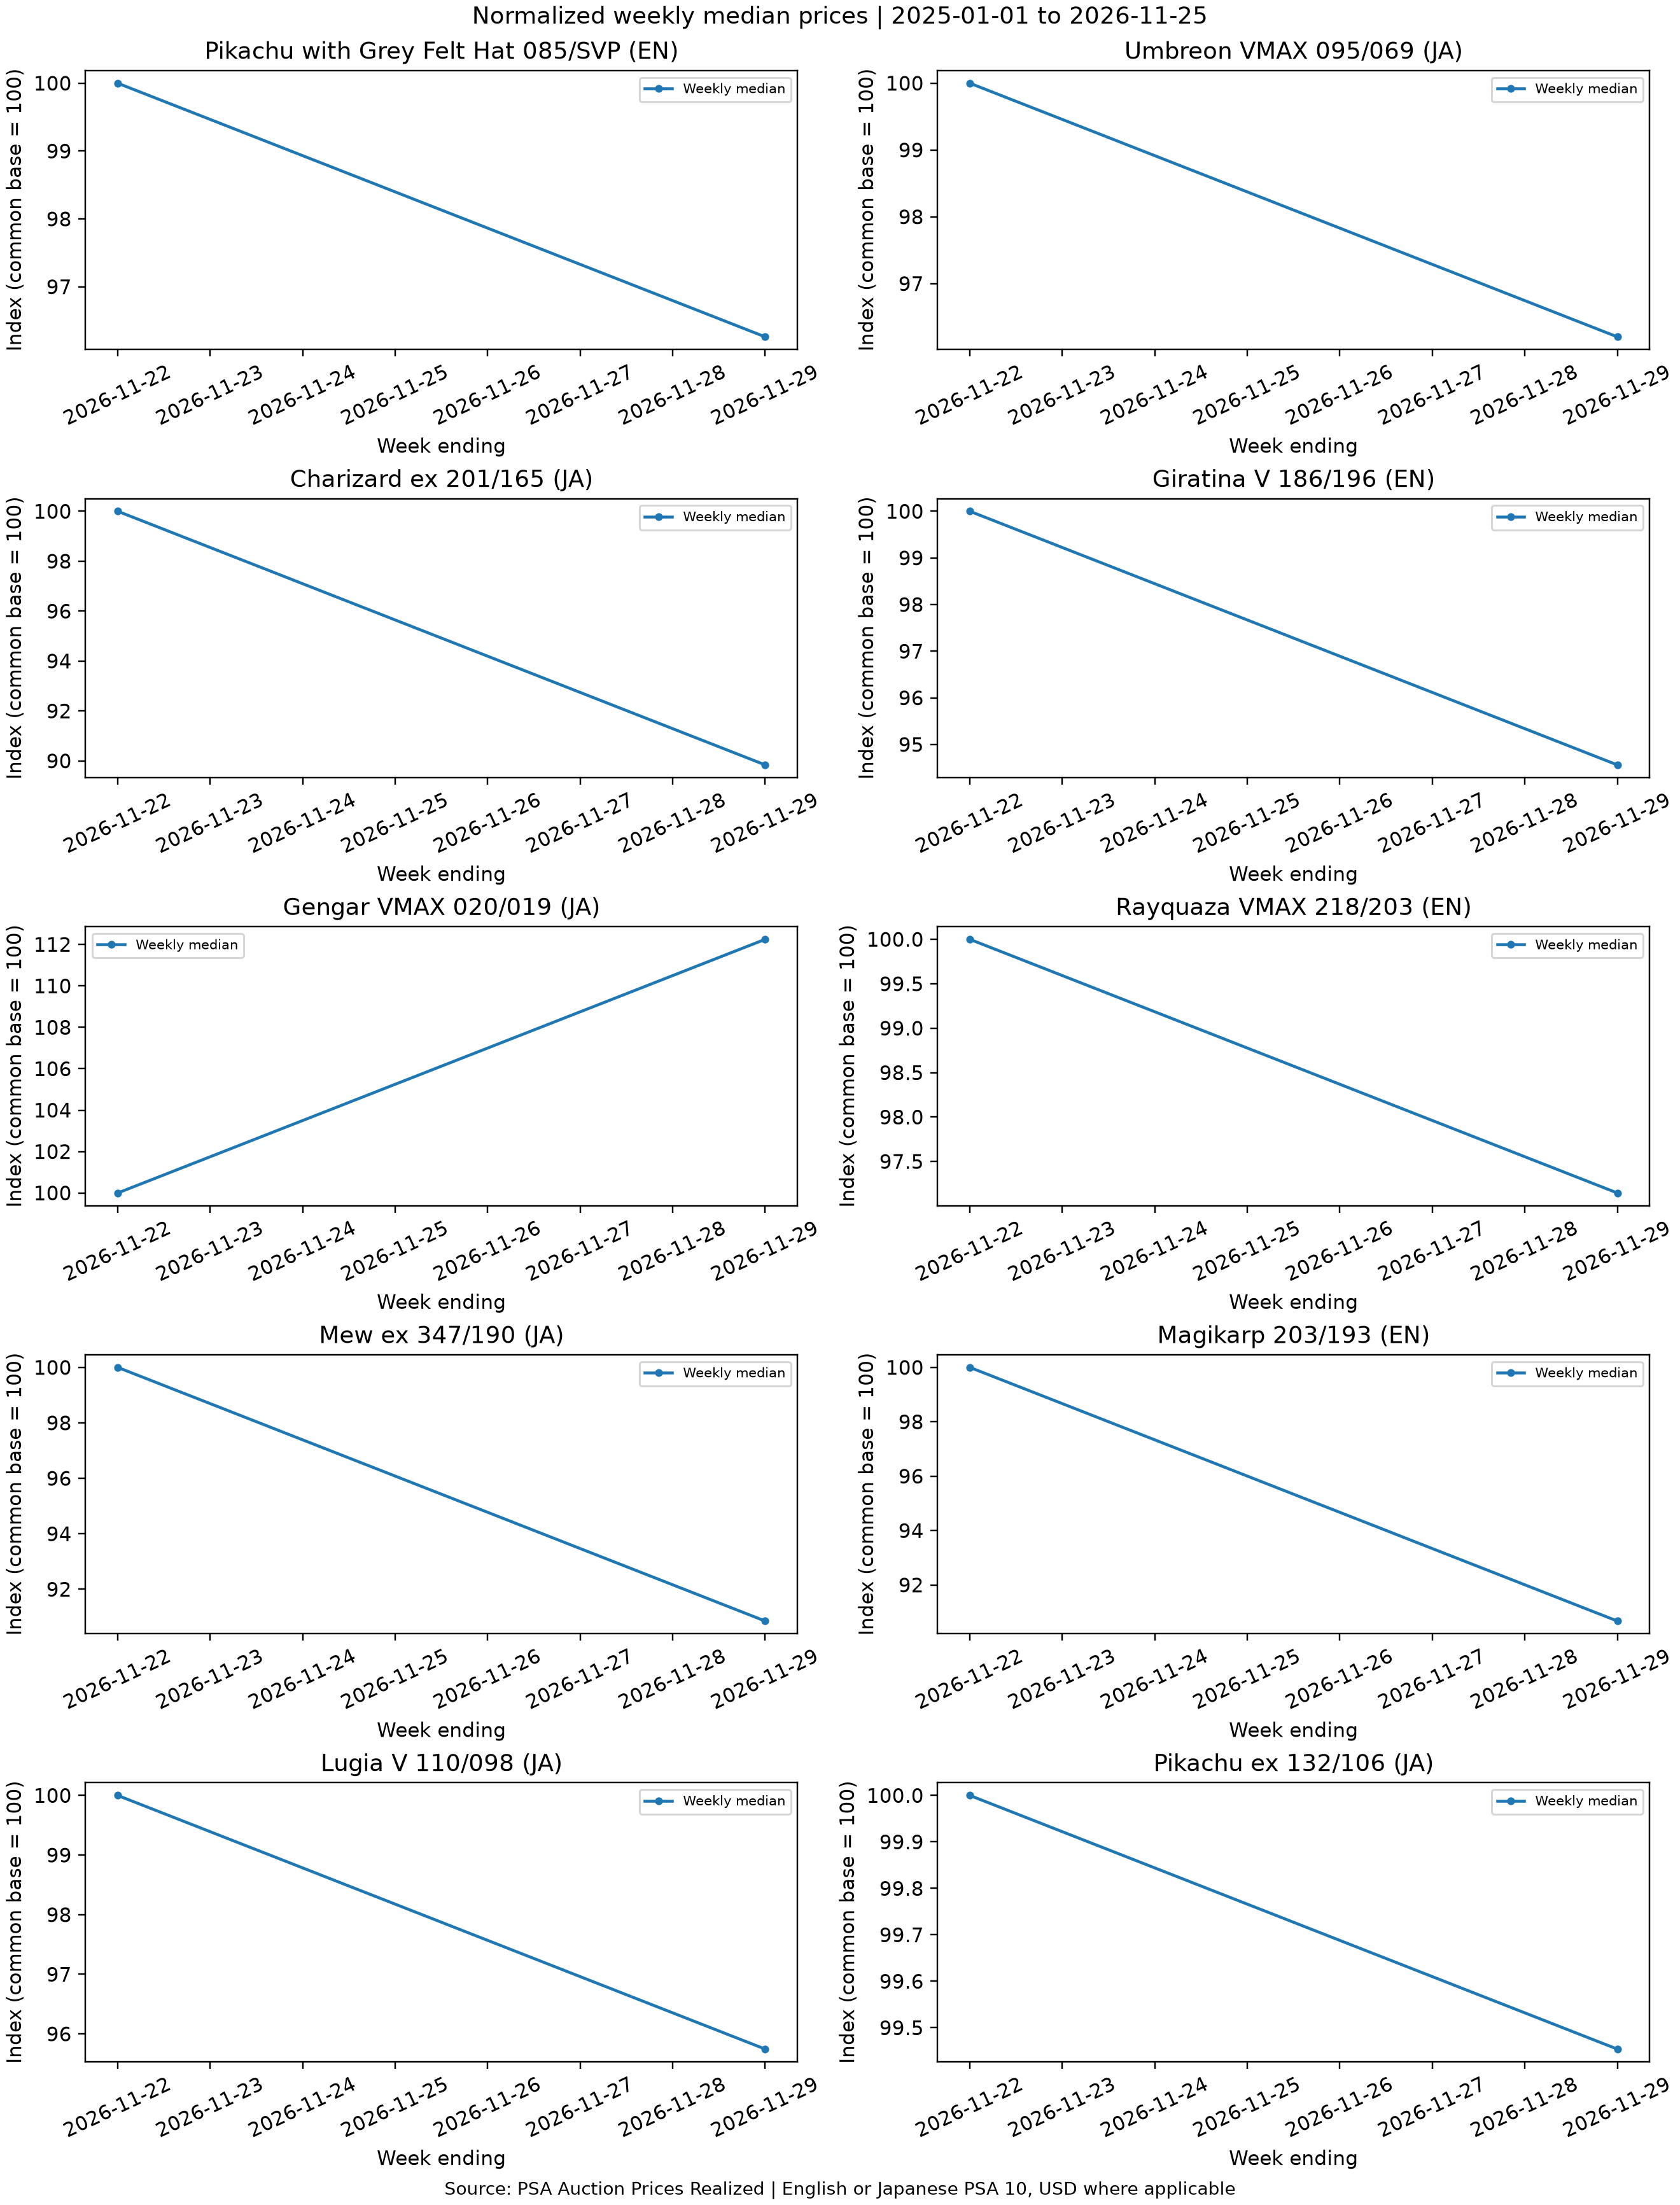 Normalized weekly median prices | 2025-01-01 to 2026-11-25
Pikachu with Grey Felt Hat 085/SVP (EN)
Index (common base = 100)
100
99
98
97
Weekly median
2026-11-22 2026-11-23 2026-11-24 2026-11-25 2026-11-26 2026-11-27 2026-11-28 2026-11-29
Week ending
Umbreon VMAX 095/069 (JA)
Index (common base = 100)
100
99
98
97
Weekly median
2026-11-22 2026-11-23 2026-11-24 2026-11-25 2026-11-26 2026-11-27 2026-11-28 2026-11-29
Week ending
Charizard ex 201/165 (JA)
Index (common base = 100)
100
98
96
94
92
90
Weekly median
2026-11-22 2026-11-23 2026-11-24 2026-11-25 2026-11-26 2026-11-27 2026-11-28 2026-11-29
Week ending
Giratina V 186/196 (EN)
Index (common base = 100)
100
99
98
97
96
95
Weekly median
2026-11-22 2026-11-23 2026-11-24 2026-11-25 2026-11-26 2026-11-27 2026-11-28 2026-11-29
Week ending
Gengar VMAX 020/019 (JA)
Index (common base = 100)
112
110
108
106
104
102
100
Weekly median
2026-11-22 2026-11-23 2026-11-24 2026-11-25 2026-11-26 2026-11-27 2026-11-28 2026-11-29
Week ending
Rayquaza VMAX 218/203 (EN)
Index (common base = 100)
100.0
99.5
99.0
98.5
98.0
97.5
Weekly median
2026-11-22 2026-11-23 2026-11-24 2026-11-25 2026-11-26 2026-11-27 2026-11-28 2026-11-29
Week ending
Mew ex 347/190 (JA)
Index (common base = 100)
100
98
96
94
92
Weekly median
2026-11-22 2026-11-23 2026-11-24 2026-11-25 2026-11-26 2026-11-27 2026-11-28 2026-11-29
Week ending
Magikarp 203/193 (EN)
Index (common base = 100)
100
98
96
94
92
Weekly median
2026-11-22 2026-11-23 2026-11-24 2026-11-25 2026-11-26 2026-11-27 2026-11-28 2026-11-29
Week ending
Lugia V 110/098 (JA)
Index (common base = 100)
100
99
98
97
96
Weekly median
2026-11-22 2026-11-23 2026-11-24 2026-11-25 2026-11-26 2026-11-27 2026-11-28 2026-11-29
Week ending
Pikachu ex 132/106 (JA)
Index (common base = 100)
100.0
99.9
99.8
99.7
99.6
99.5
Weekly median
2026-11-22 2026-11-23 2026-11-24 2026-11-25 2026-11-26 2026-11-27 2026-11-28 2026-11-29
Week ending
Source: PSA Auction Prices Realized | English or Japanese PSA 10, USD where applicable